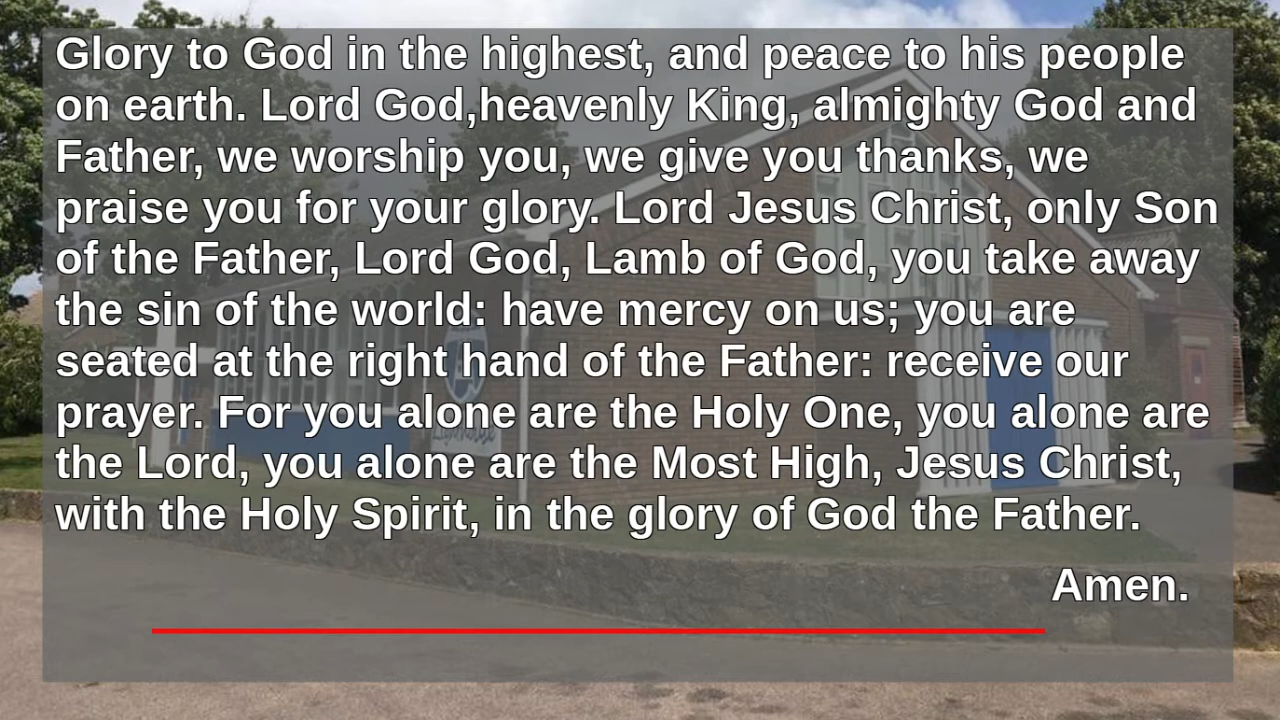 Glory to God in the highest, and peace to his people
on earth. Lord God,heavenly King, almighty God and
Father, we worship you, we give you thanks, we
praise you for your glory. Lord Jesus Christ, only Son
of the Father, Lord God, Lamb of God, you take away
the sin of the world: have mercy on us; you are
seated at the right hand of the Father: receive our
prayer. For you alone are the Holy One, you alone are
the Lord, you alone are the Most High, Jesus Christ,
with the Holy Spirit, in the glory of God the Father.
Amen.